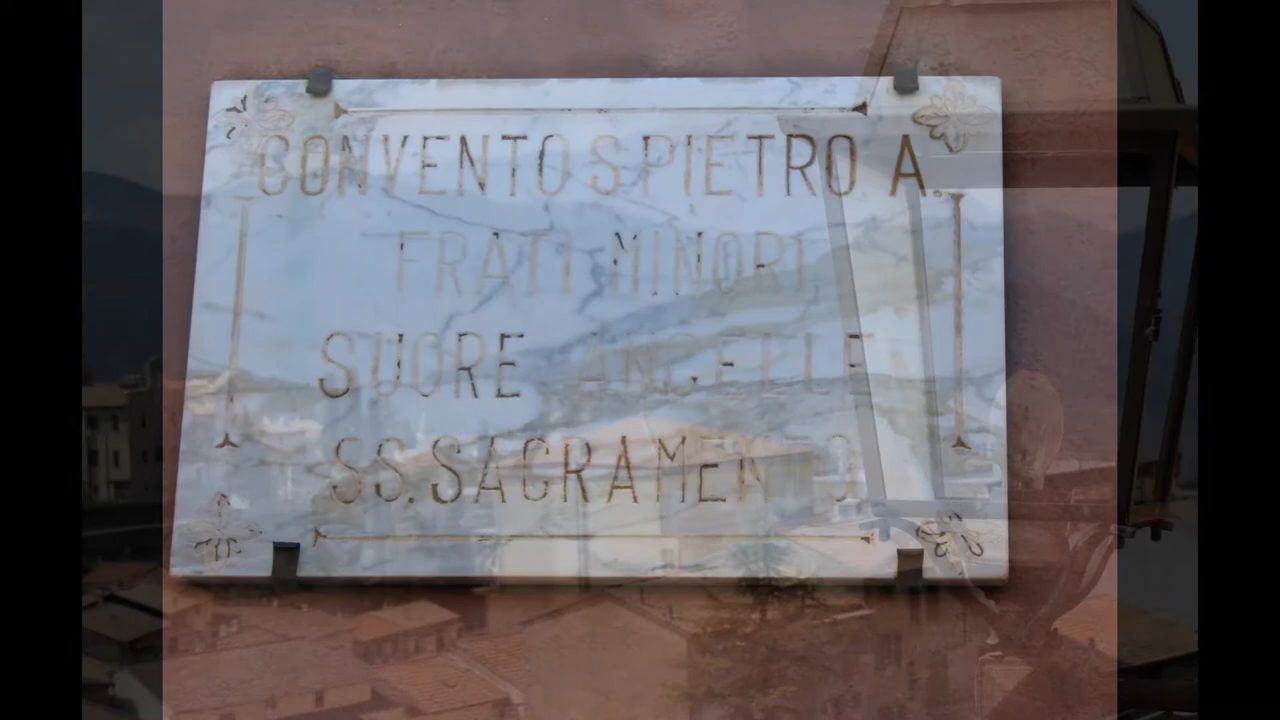 CONVENTO S PIETRO A.
FRATI MINORI
SUORE ANCELLE
SS. SACRAMENTO